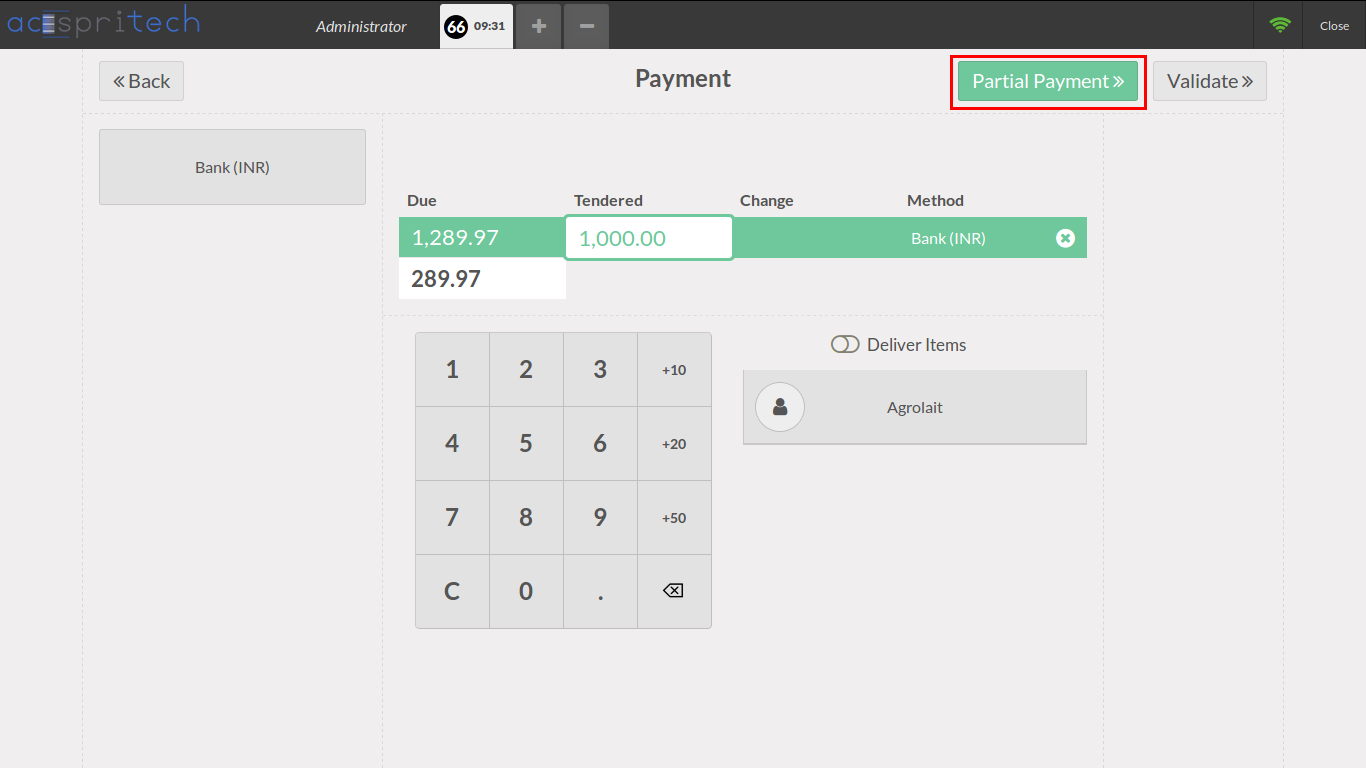 acespritech Administrator 66 09:31 + − Close
« Back Payment Partial Payment » Validate »
Bank (INR)
Due Tendered Change Method
1,289.97 1,000.00 Bank (INR)
289.97
1 2 3 +10
4 5 6 +20
7 8 9 +50
C 0 .
Deliver Items
Agrolait